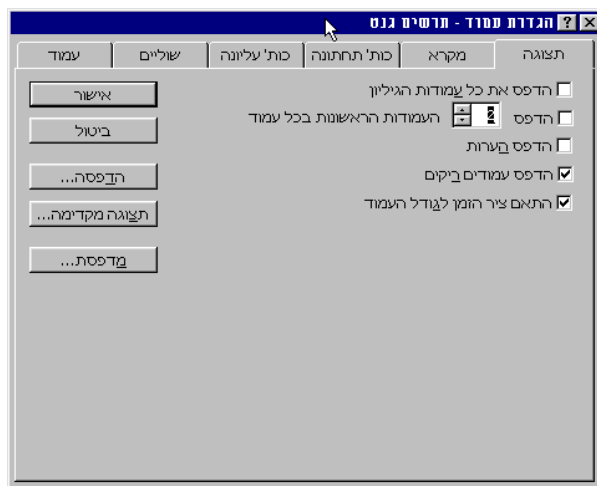 הגדרת עמוד - תרשים גנט
תצוגה מקרא כות' תחתונה כות' עליונה שוליים עמוד
הדפס את כל עמודות הגיליון
הדפס 2 העמודות הראשונות בכל עמוד
הדפס הערות
הדפס עמודים ריקים
התאם ציר הזמן לגודל העמוד
אישור
ביטול
הדפסה...
תצוגה מקדימה...
מדפסת...